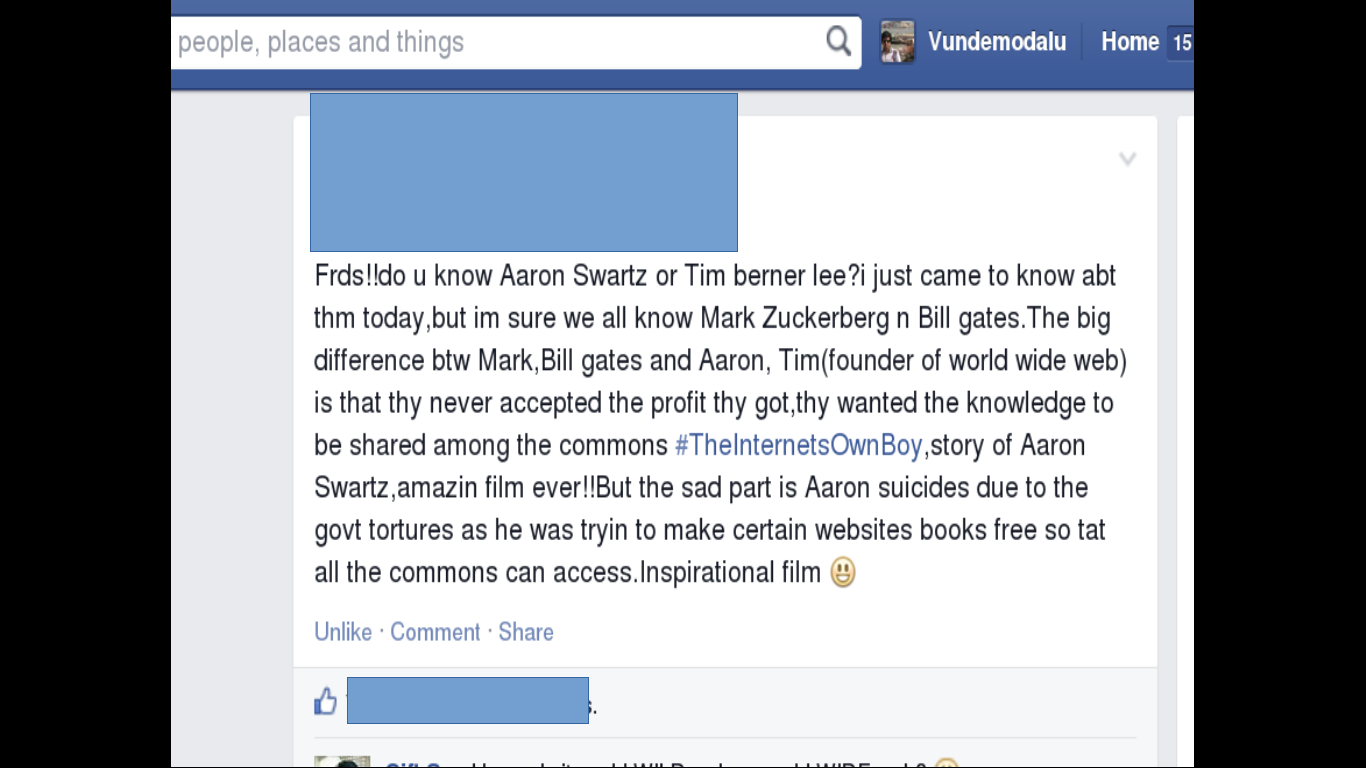 people, places and things
Vundemodalu
Home 15
Frds!!do u know Aaron Swartz or Tim berner lee?i just came to know abt
thm today,but im sure we all know Mark Zuckerberg n Bill gates.The big
difference btw Mark,Bill gates and Aaron, Tim(founder of world wide web)
is that thy never accepted the profit thy got,thy wanted the knowledge to
be shared among the commons #TheInternetsOwnBoy,story of Aaron
Swartz,amazin film ever!!But the sad part is Aaron suicides due to the
govt tortures as he was tryin to make certain websites books free so tat
all the commons can access.Inspirational film
Unlike · Comment · Share